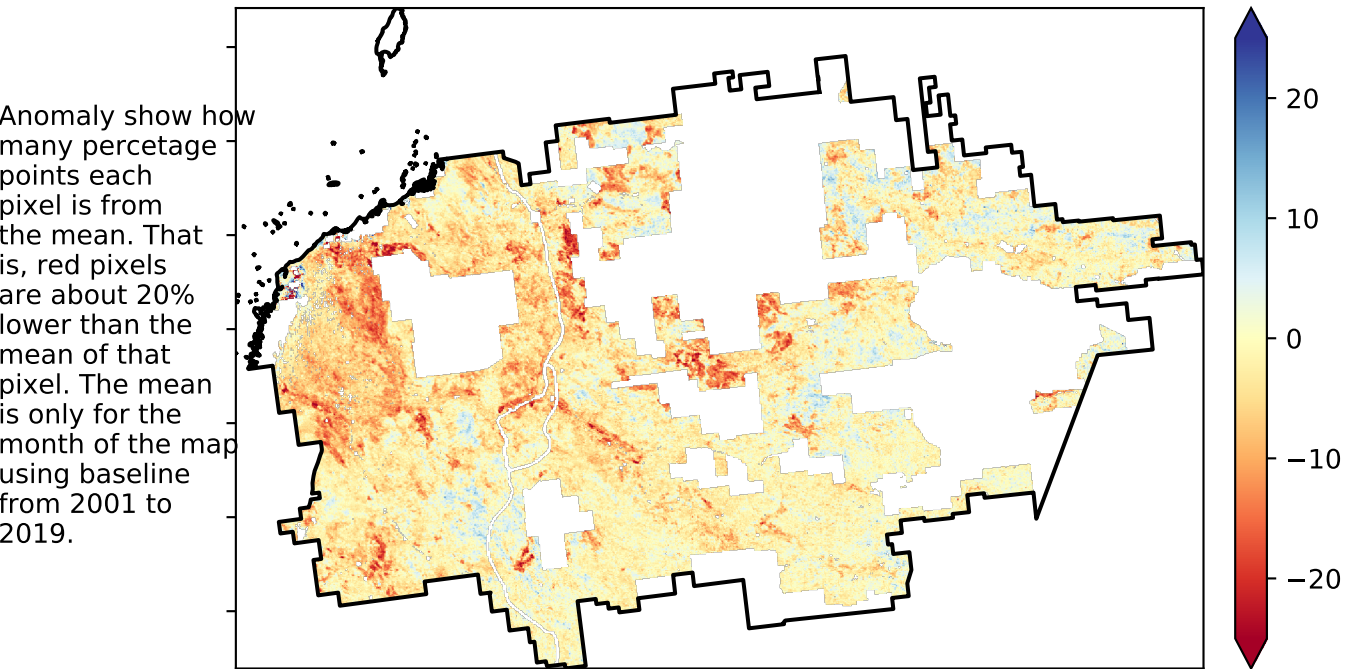 Anomaly show how
many percetage
points each
pixel is from
the mean. That
is, red pixels
are about 20%
lower than the
mean of that
pixel. The mean
is only for the
month of the map
using baseline
from 2001 to
2019.
20
10
0
−10
−20